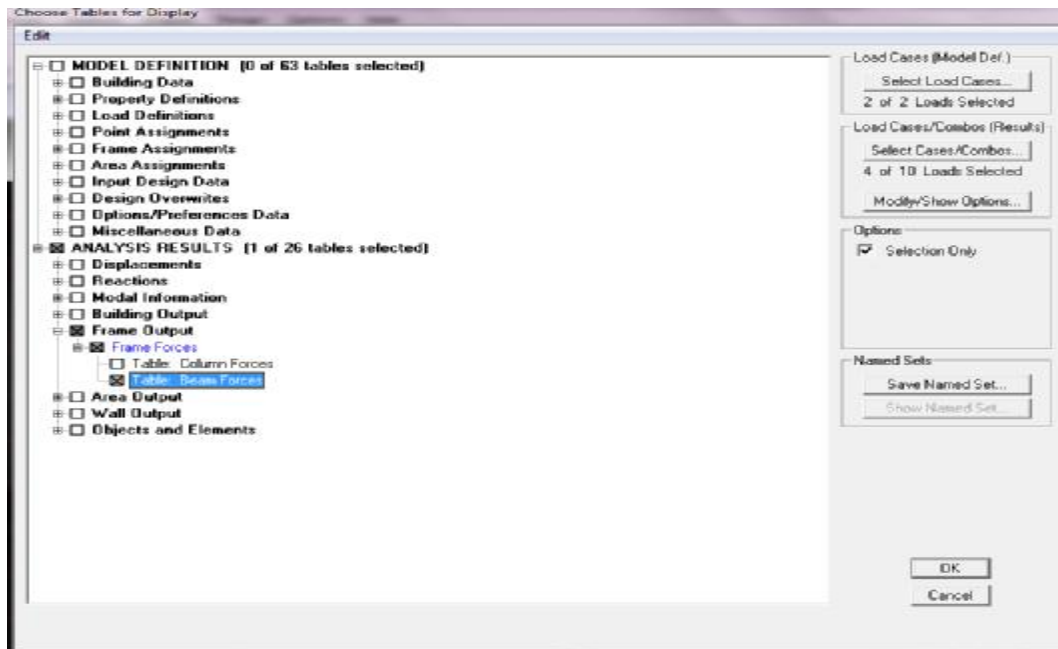 Choose Tables for Display
Edit
MODEL DEFINITION (0 of 63 tables selected)
Building Data
Property Definitions
Load Definitions
Point Assignments
Frame Assignments
Area Assignments
Input Design Data
Design Overwrites
Options/Preferences Data
Miscellaneous Data
ANALYSIS RESULTS (1 of 26 tables selected)
Displacements
Reactions
Modal Information
Building Output
Frame Output
Frame Forces
Table: Column Forces
Table: Beam Forces
Area Output
Wall Output
Objects and Elements
Load Cases (Model Def.)
Select Load Cases...
2 of 2 Loads Selected
Load Cases/Combos (Results)
Select Cases/Combos...
4 of 10 Loads Selected
Modify/Show Options...
Options
Selection Only
Named Sets
Save Named Set...
Show Named Set...
OK
Cancel